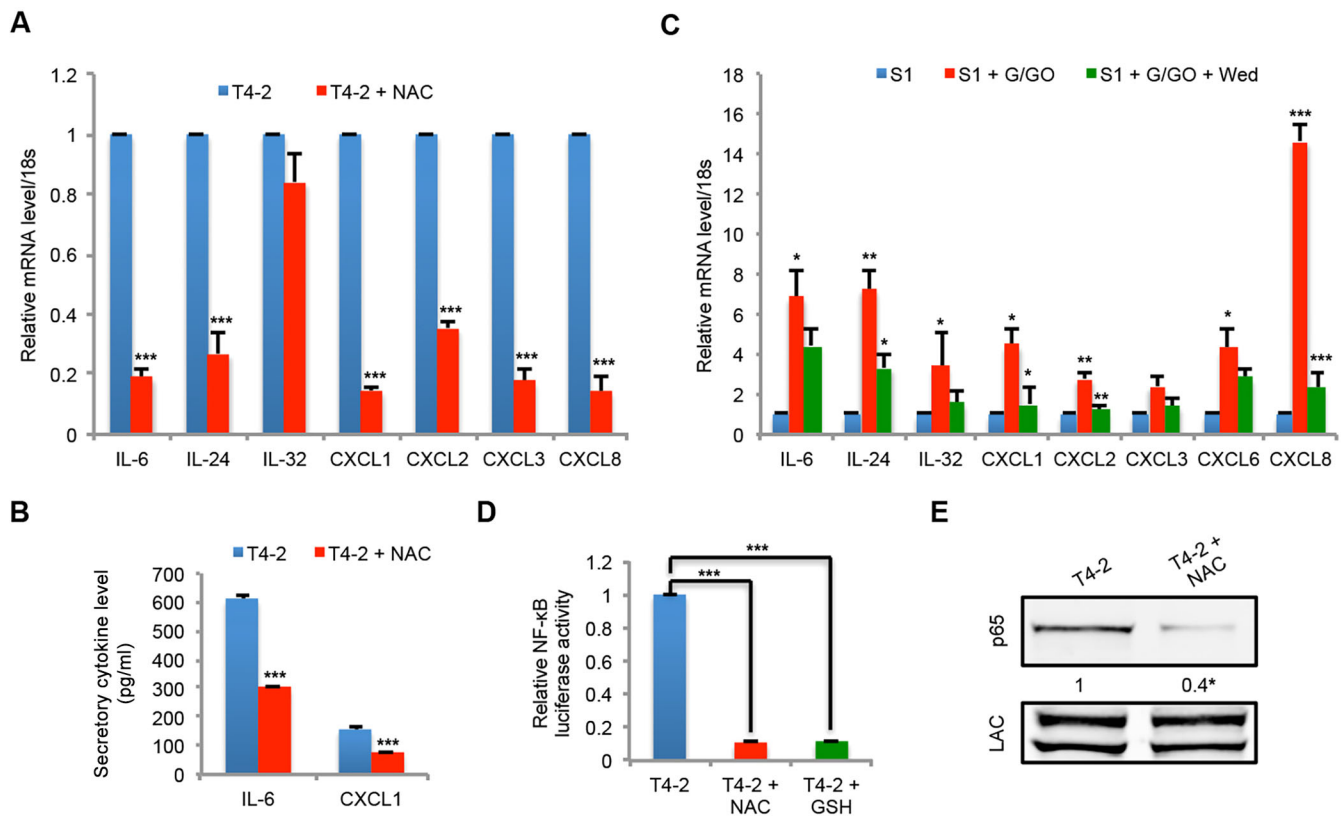 A
Relative mRNA level/18s
T4-2 T4-2 + NAC
1.2
1
0.8
0.6
0.4
0.2
0
*** *** *** *** *** ***
IL-6 IL-24 IL-32 CXCL1 CXCL2 CXCL3 CXCL8
C
Relative mRNA level/18s
S1 S1 + G/GO S1 + G/GO + Wed
18
16
14
12
10
8
6
4
2
0
* ** * * * * ** ** * *** ***
IL-6 IL-24 IL-32 CXCL1 CXCL2 CXCL3 CXCL6 CXCL8
B
Secretory cytokine level
(pg/ml)
T4-2 T4-2 + NAC
700
600
500
400
300
200
100
0
*** ***
IL-6 CXCL1
D
Relative NF-κB
luciferase activity
1.2
1
0.8
0.6
0.4
0.2
0
***
***
T4-2 T4-2 + NAC T4-2 + GSH
E
T4-2 T4-2 + NAC
p65
1 0.4*
LAC